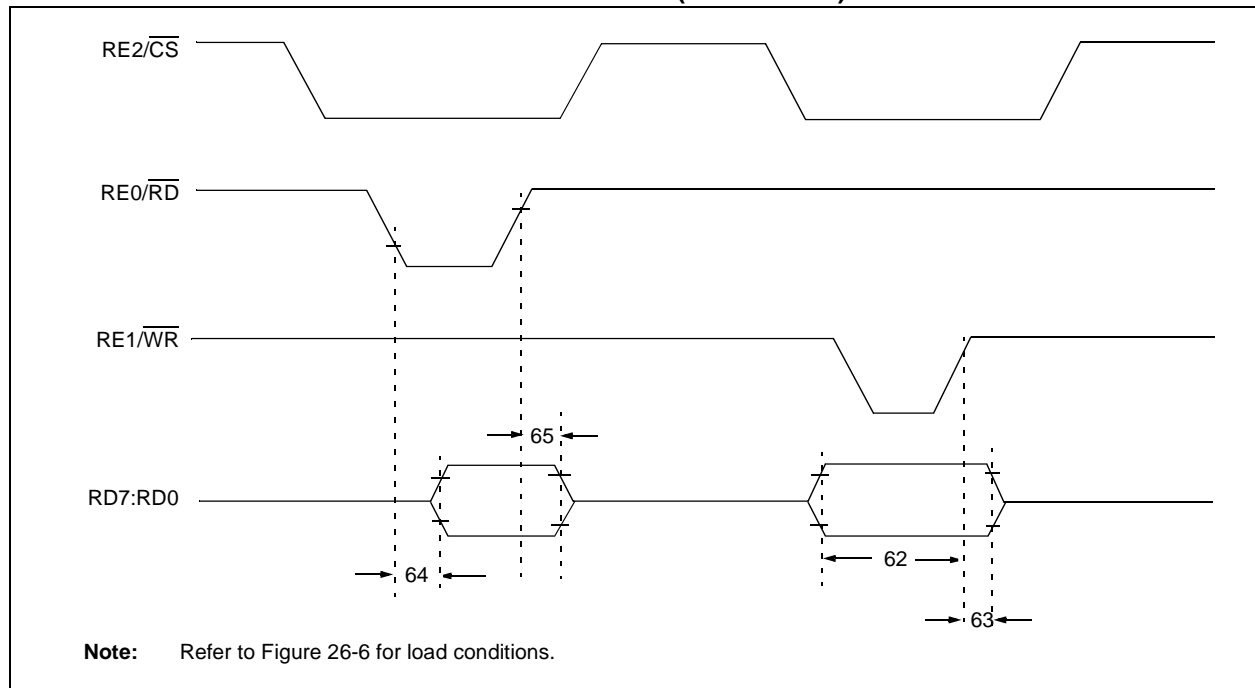 RE2/CS
RE0/RD
RE1/WR
65
RD7:RD0
62
64
63
Note: Refer to Figure 26-6 for load conditions.